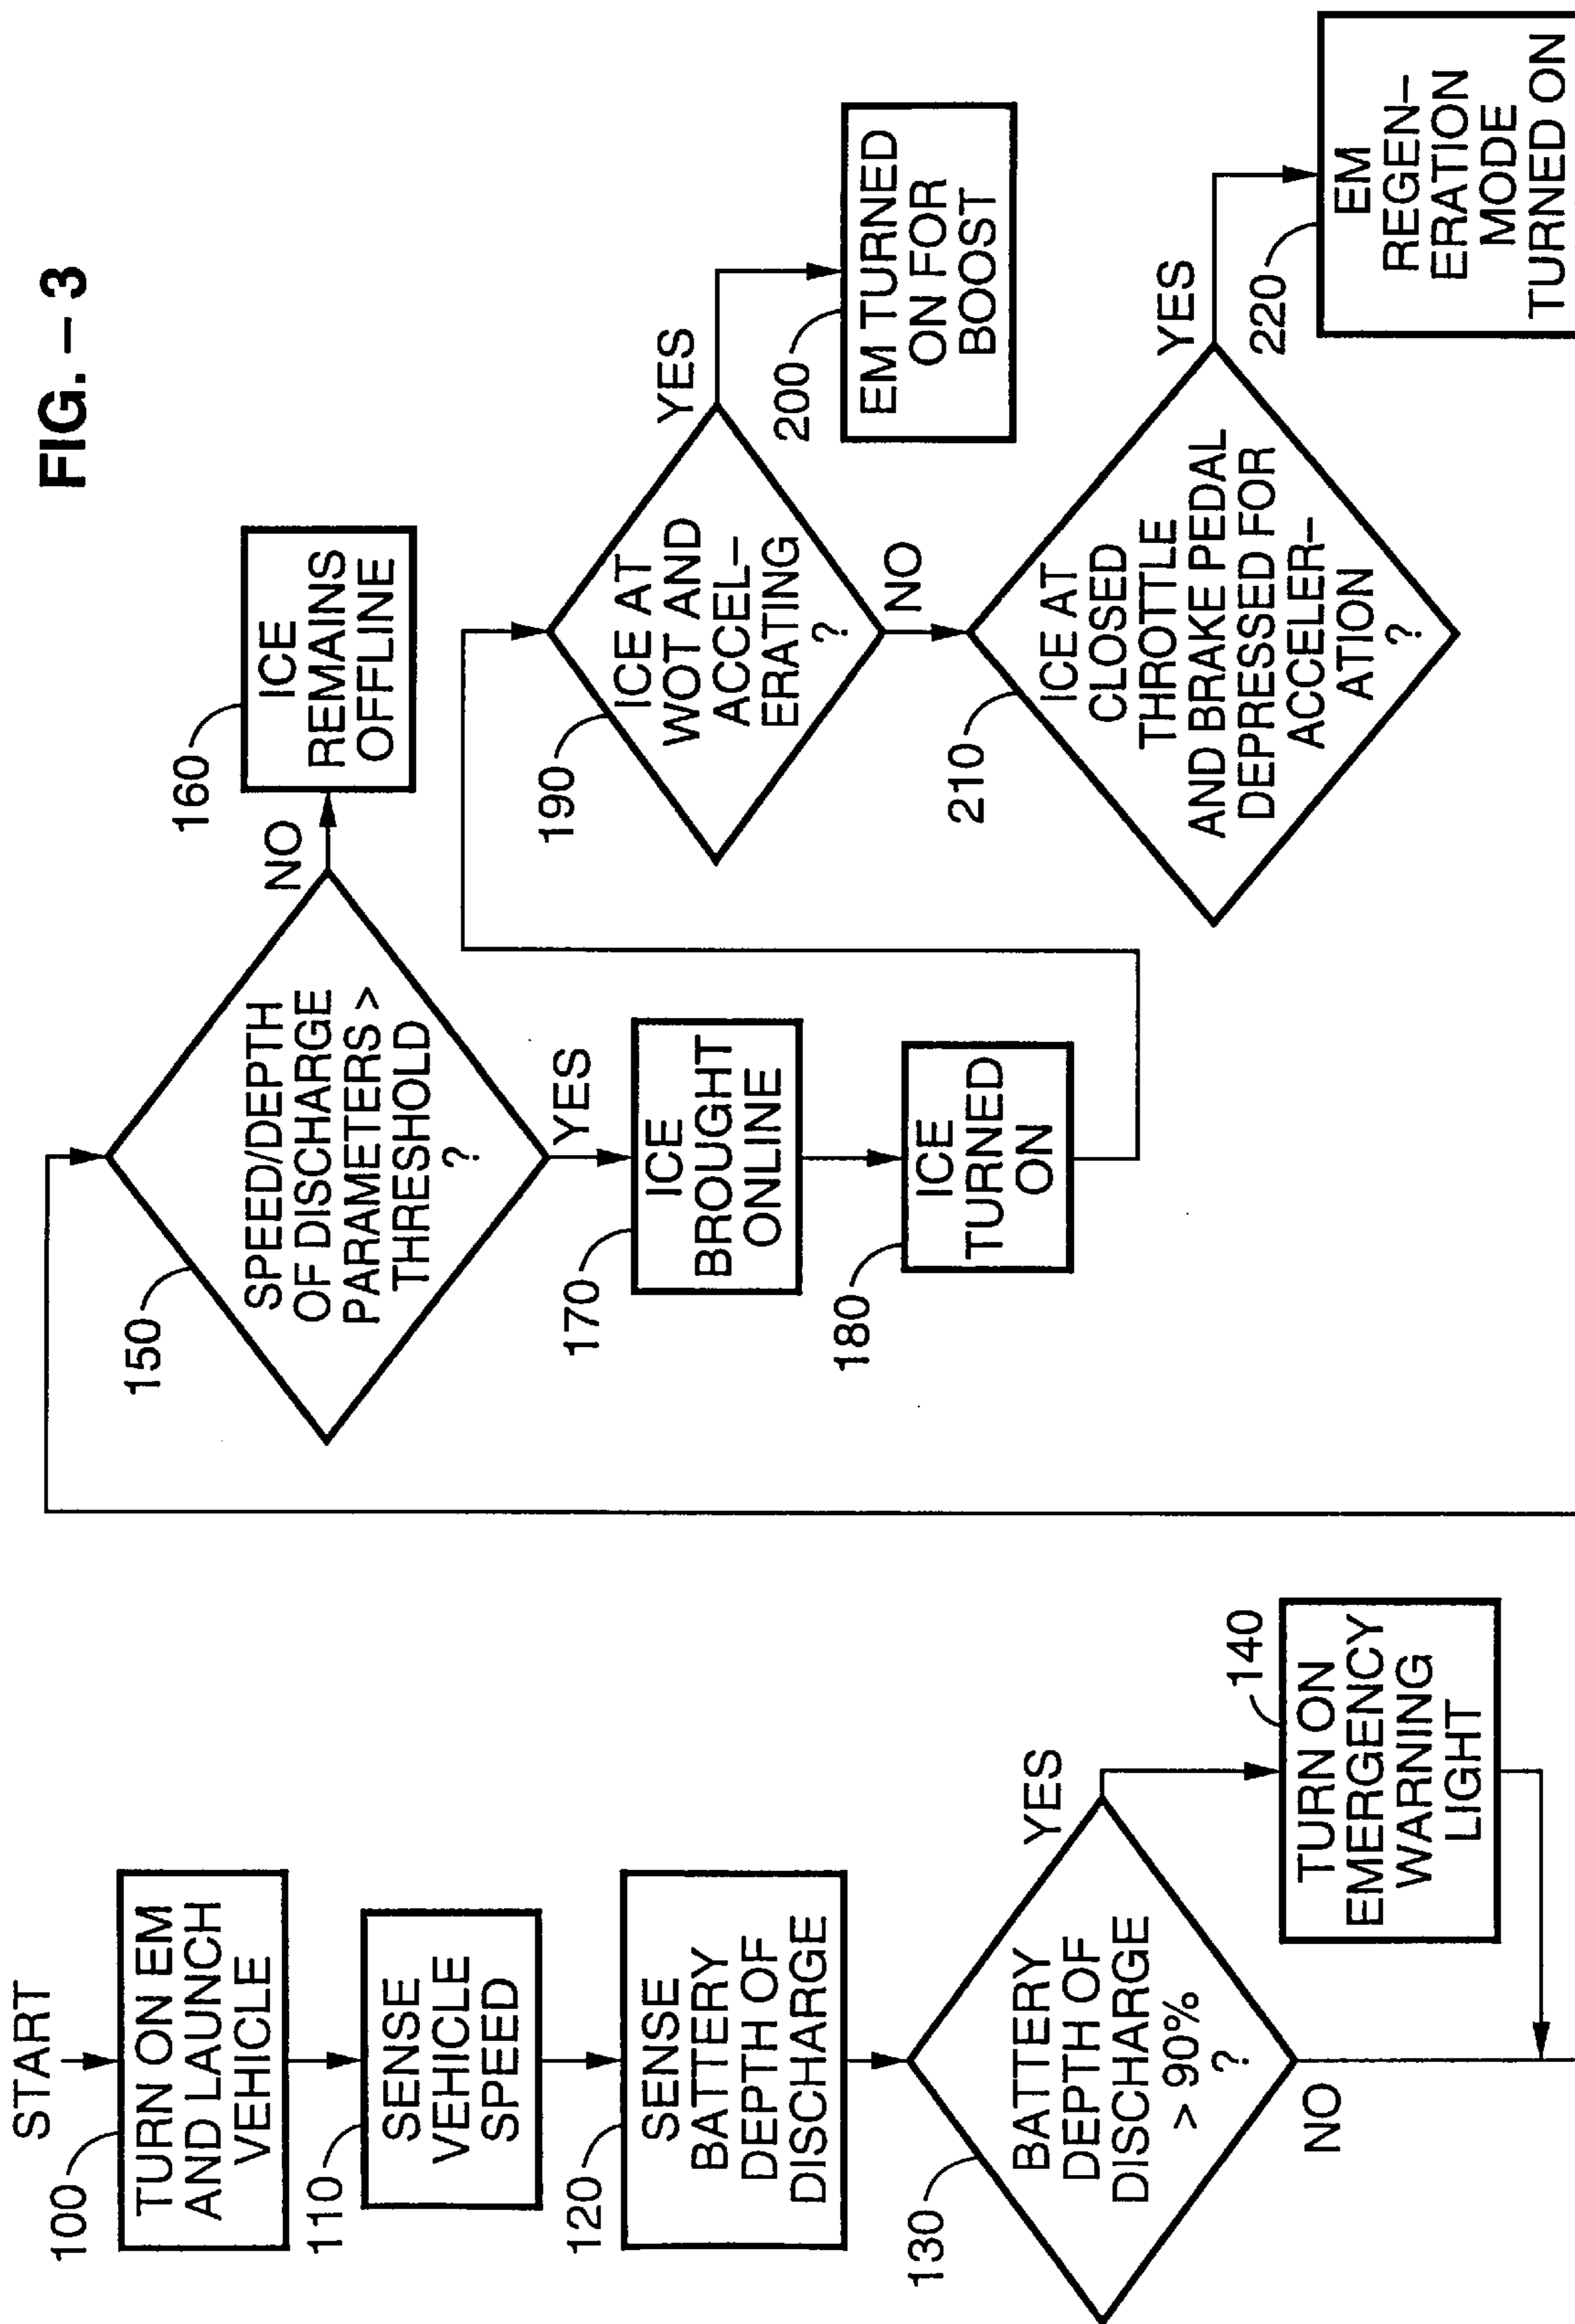 FIG. – 3
START
100
TURN ON EM
AND LAUNCH
VEHICLE
110
SENSE
VEHICLE
SPEED
120
SENSE
BATTERY
DEPTH OF
DISCHARGE
130
BATTERY
DEPTH OF
DISCHARGE
> 90%
?
YES
NO
140
TURN ON
EMERGENCY
WARNING
LIGHT
150
SPEED/DEPTH
OF DISCHARGE
PARAMETERS >
THRESHOLD
?
NO
YES
160
ICE
REMAINS
OFFLINE
170
ICE
BROUGHT
ONLINE
180
ICE
TURNED
ON
190
ICE AT
WOT AND
ACCEL–
ERATING
?
YES
NO
200
EM TURNED
ON FOR
BOOST
210
ICE AT
CLOSED
THROTTLE
AND BRAKE PEDAL
DEPRESSED FOR
ACCELER–
ATION
?
YES
220
EM
REGEN–
ERATION
MODE
TURNED ON